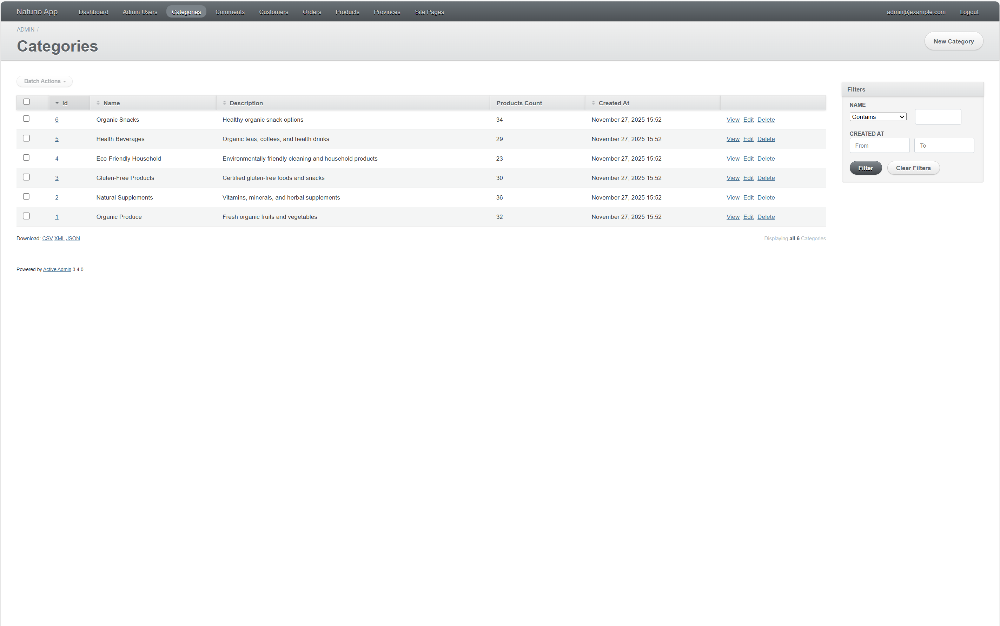 Naturio App Dashboard Admin Users Categories Comments Customers Orders Products Provinces Site Pages admin@example.com Logout
ADMIN /
Categories
New Category
Batch Actions
Id Name Description Products Count Created At
6 Organic Snacks Healthy organic snack options 34 November 27, 2025 15:52 View Edit Delete
5 Health Beverages Organic teas, coffees, and health drinks 29 November 27, 2025 15:52 View Edit Delete
4 Eco-Friendly Household Environmentally friendly cleaning and household products 23 November 27, 2025 15:52 View Edit Delete
3 Gluten-Free Products Certified gluten-free foods and snacks 30 November 27, 2025 15:52 View Edit Delete
2 Natural Supplements Vitamins, minerals, and herbal supplements 36 November 27, 2025 15:52 View Edit Delete
1 Organic Produce Fresh organic fruits and vegetables 32 November 27, 2025 15:52 View Edit Delete
Download: CSV XML JSON
Displaying all 6 Categories
Filters
NAME
Contains
CREATED AT
From To
Filter Clear Filters
Powered by Active Admin 3.4.0